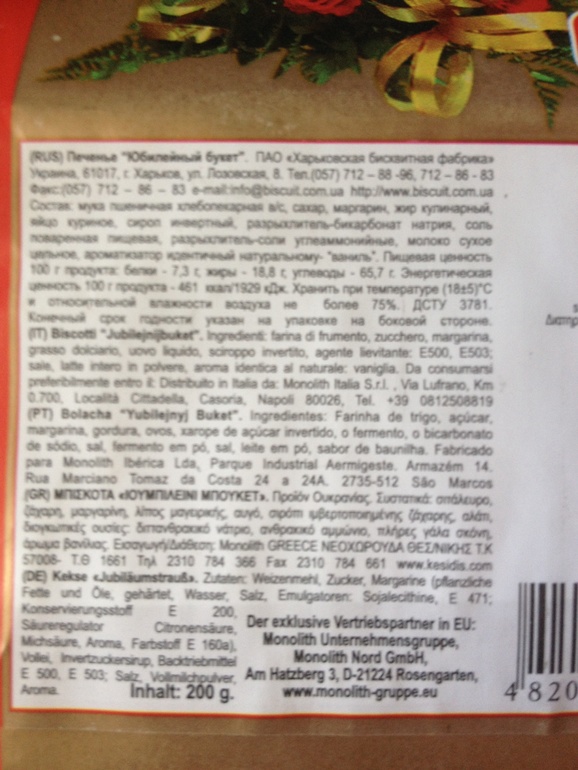 (RUS) Печенье "Юбилейный букет". ПАО «Харьковская бисквитная фабрика»
Украина, 61017, г. Харьков, ул. Лозовская, 8. Тел.(057) 712 – 88 -96, 712 – 86 - 83
Факс:(057) 712 – 86 – 83 e-mail:info@biscuit.com.ua http://www.biscuit.com.ua
Состав: мука пшеничная хлебопекарная в/с, сахар, маргарин, жир кулинарный,
яйцо куриное, сироп инвертный, разрыхлитель-бикарбонат натрия, соль
поваренная пищевая, разрыхлитель-соли углеаммонийные, молоко сухое
цельное, ароматизатор идентичный натуральному- "ваниль". Пищевая ценность
100 г продукта: белки - 7,3 г, жиры - 18,8 г, углеводы - 65,7 г. Энергетическая
ценность 100 г продукта - 461 ккал/1929 кДж. Хранить при температуре (18±5)°С
и относительной влажности воздуха не более 75%. ДСТУ 3781.
Конечный срок годности указан на упаковке на боковой стороне.
(IT) Biscotti "Jubilejnijbuket". Ingredienti: farina di frumento, zucchero, margarina,
grasso dolciario, uovo liquido, sciroppo invertito, agente lievitante: E500, E503;
sale, latte intero in polvere, aroma identica al naturale: vaniglia. Da consumarsi
preferibilmente entro il: Distribuito in Italia da: Monolith Italia S.r.l. , Via Lufrano, Km
0.700, Località Cittadella, Casoria, Napoli 80026, Tel. +39 0812508819
(PT) Bolacha "Yubilejnyj Buket". Ingredientes: Farinha de trigo, açúcar,
margarina, gordura, ovos, xarope de açúcar invertido, o fermento, o bicarbonato
de sódio, sal, fermento em pó, sal, leite em pó, sabor de baunilha. Fabricado
para Monolith Ibérica Lda, Parque Industrial Aermigeste. Armazém 14.
Rua Marciano Tomaz da Costa 24 a 24A. 2735-512 São Marcos
(GR) ΜΠΙΣΚΟΤΑ «ΙΟΥΜΠΙΛΕΙΝΙ ΜΠΟΥΚΕΤ». Προϊόν Ουκρανίας. Συστατικά: σιτάλευρο,
ζάχαρη, μαργαρίνη, λίπος μαγειρικής, αυγό, σιρόπι ιμβερτοποιημένης ζάχαρης, αλάτι,
διογκωτικές ουσίες: διττανθρακικό νάτριο, ανθρακικό αμμώνιο, πλήρες γάλα σκόνη,
άρωμα βανίλιας. Εισαγωγή/Διάθεση: Monolith GREECE ΝΕΟΧΩΡΟΥΔΑ ΘΕΣ/ΝΙΚΗΣ Τ.Κ
57008- Τ.Θ 1661 Τηλ 2310 784 366 Fax 2310 784 661 www.kesidis.com
(DE) Kekse «Jubiläumstrauß». Zutaten: Weizenmehl, Zucker, Margarine (pflanzliche
Fette und Öle, gehärtet, Wasser, Salz, Emulgatoren: Sojalecithine, E 471;
Konservierungsstoff E 200,
Säureregulator Citronensäure,
Michsäure, Aroma, Farbstoff E 160a),
Vollei, Invertzuckersirup, Backtriebmittel
E 500, E 503; Salz, Vollmilchpulver,
Aroma.
Inhalt: 200 g.
Der exklusive Vertriebspartner in EU:
Monolith Unternehmensgruppe,
Monolith Nord GmbH,
Am Hatzberg 3, D-21224 Rosengarten,
www.monolith-gruppe.eu
4 820